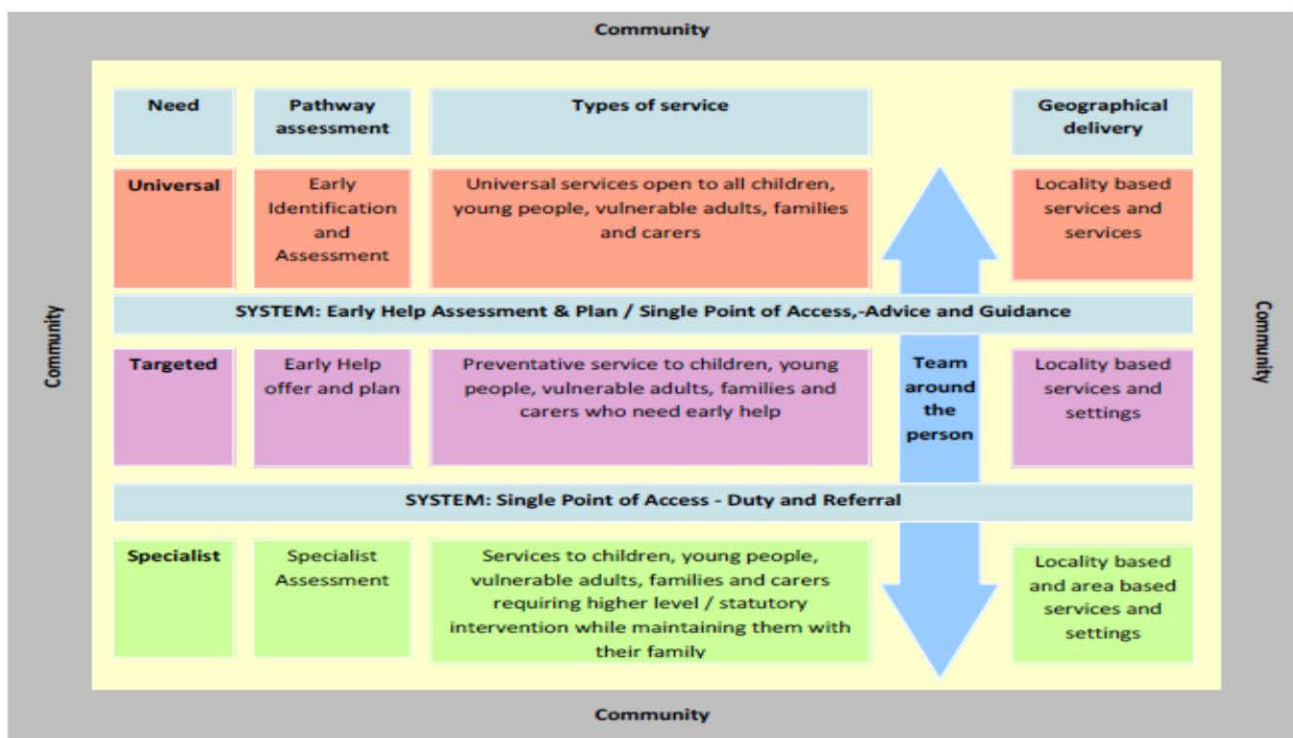 Community
Need
Pathway
assessment
Types of service
Geographical
delivery
Universal
Early
Identification
and
Assessment
Universal services open to all children,
young people, vulnerable adults, families
and carers
Locality based
services and
services
SYSTEM: Early Help Assessment & Plan / Single Point of Access,-Advice and Guidance
Community
Community
Targeted
Early Help
offer and plan
Preventative service to children, young
people, vulnerable adults, families and
carers who need early help
Team
around
the
person
Locality based
services and
settings
SYSTEM: Single Point of Access - Duty and Referral
Specialist
Specialist
Assessment
Services to children, young people,
vulnerable adults, families and carers
requiring higher level / statutory
intervention while maintaining them with
their family
Locality based
and area based
services and
settings
Community